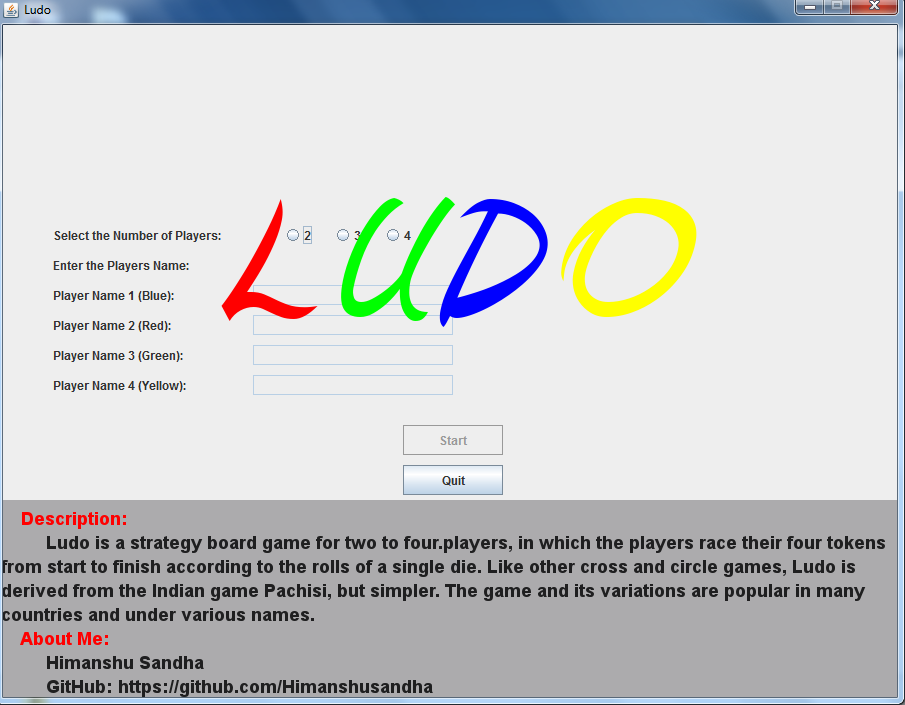 Ludo
LUDO
Select the Number of Players: 2 3 4
Enter the Players Name:
Player Name 1 (Blue):
Player Name 2 (Red):
Player Name 3 (Green):
Player Name 4 (Yellow):
Start
Quit
Description:
Ludo is a strategy board game for two to four.players, in which the players race their four tokens
from start to finish according to the rolls of a single die. Like other cross and circle games, Ludo is
derived from the Indian game Pachisi, but simpler. The game and its variations are popular in many
countries and under various names.
About Me:
Himanshu Sandha
GitHub: https://github.com/Himanshusandha